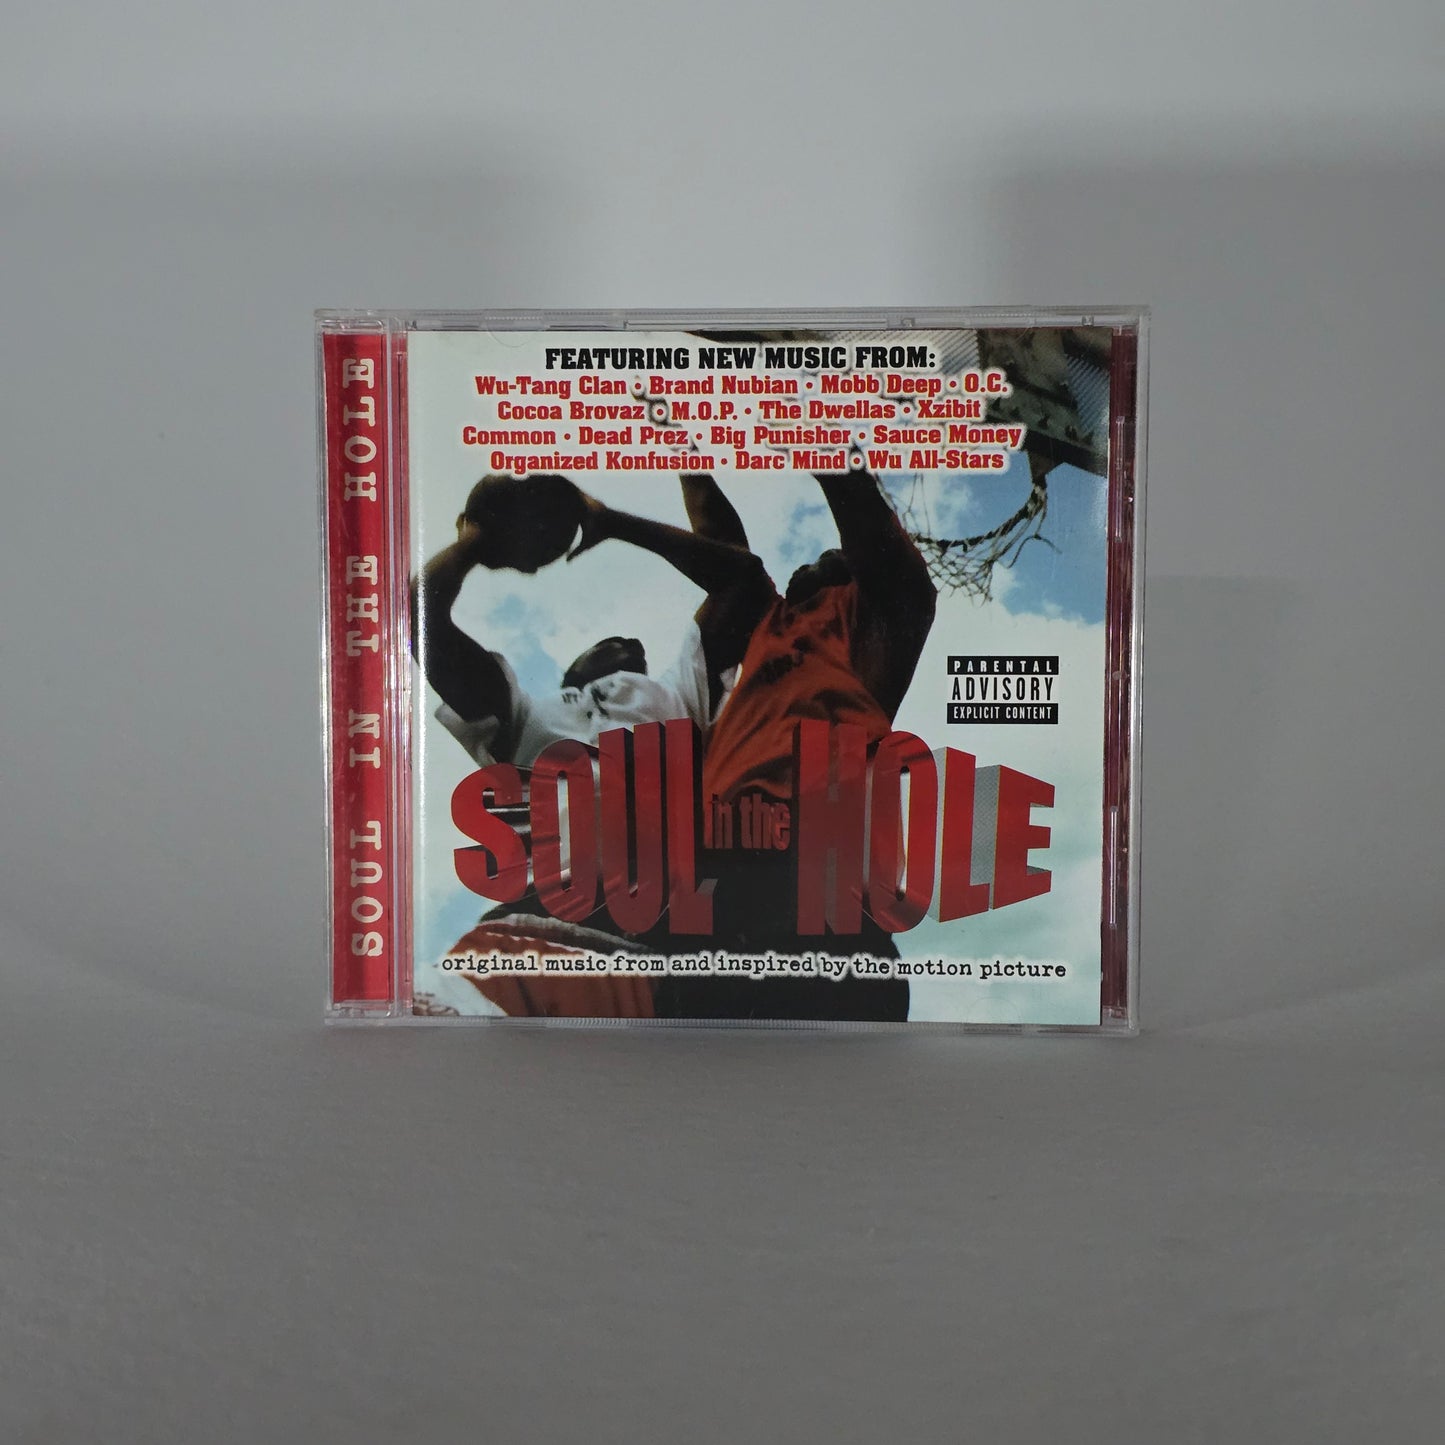 SOUL IN THE HOLE
FEATURING NEW MUSIC FROM:
Wu-Tang Clan • Brand Nubian • Mobb Deep • O.C.
Cocoa Brovaz • M.O.P. • The Dwellas • Xzibit
Common • Dead Prez • Big Punisher • Sauce Money
Organized Konfusion • Darc Mind • Wu All-Stars
PARENTAL
ADVISORY
EXPLICIT CONTENT
SOUL in the HOLE
original music from and inspired by the motion picture